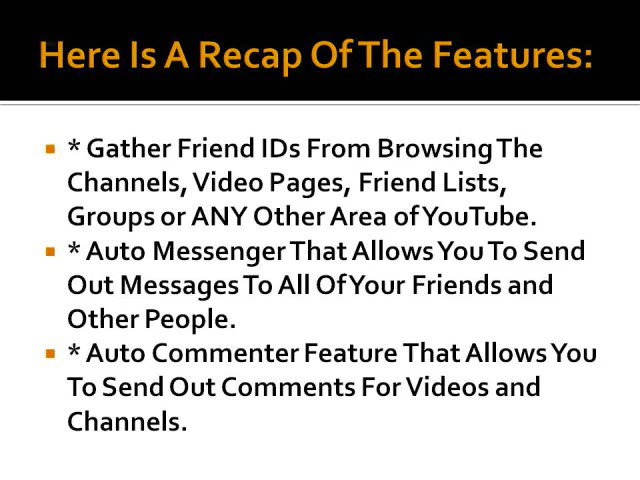 Here Is A Recap Of The Features:
* Gather Friend IDs From Browsing The
Channels, Video Pages, Friend Lists,
Groups or ANY Other Area of YouTube.
* Auto Messenger That Allows You To Send
Out Messages To All Of Your Friends and
Other People.
* Auto Commenter Feature That Allows You
To Send Out Comments For Videos and
Channels.